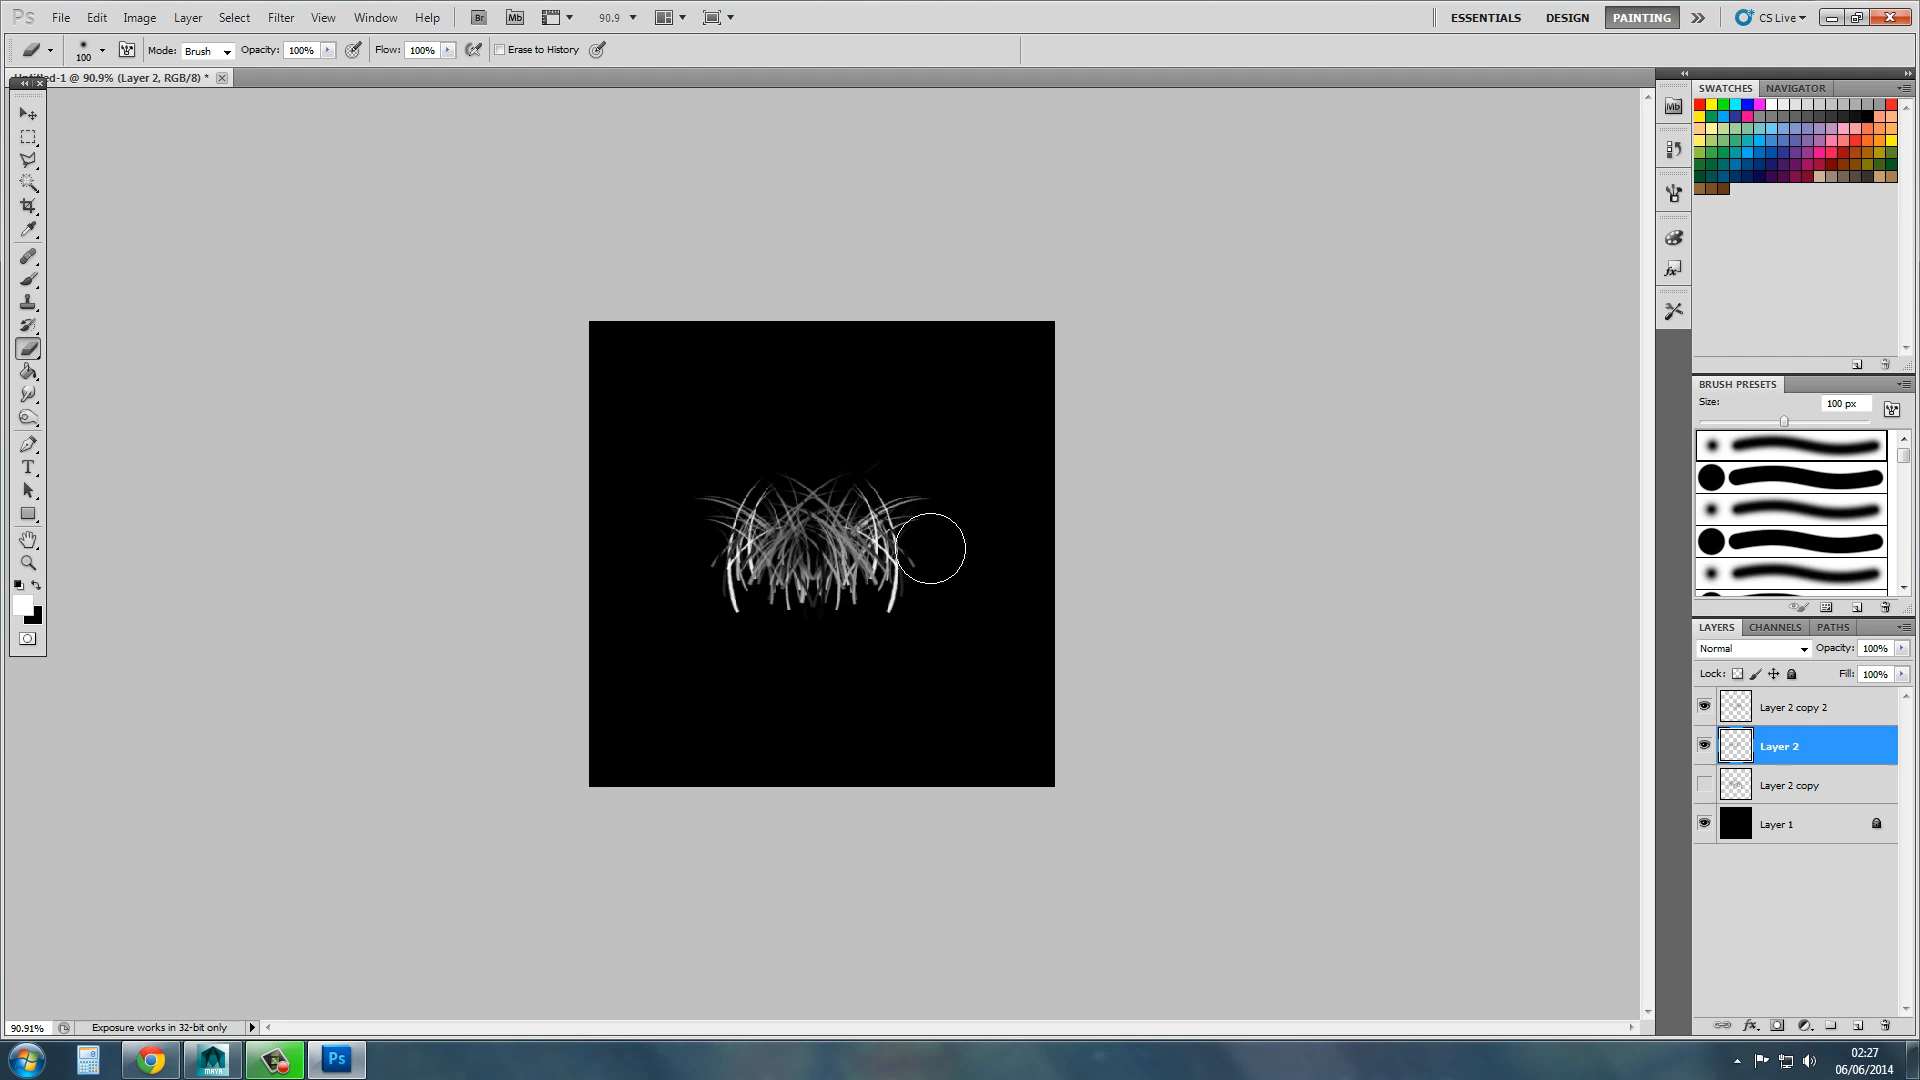 Ps File Edit Image Layer Select Filter View Window Help Br Mb 90.9 ESSENTIALS DESIGN PAINTING CS Live
100 Mode: Brush Opacity: 100% Flow: 100% Erase to History
Untitled-1 @ 90.9% (Layer 2, RGB/8) *
SWATCHES NAVIGATOR
Mb
BRUSH PRESETS
Size: 100 px
LAYERS CHANNELS PATHS
Normal Opacity: 100%
Lock: Fill: 100%
Layer 2 copy 2
Layer 2
Layer 2 copy
Layer 1
90.91% Exposure works in 32-bit only
MAYA Ps
02:27
06/06/2014